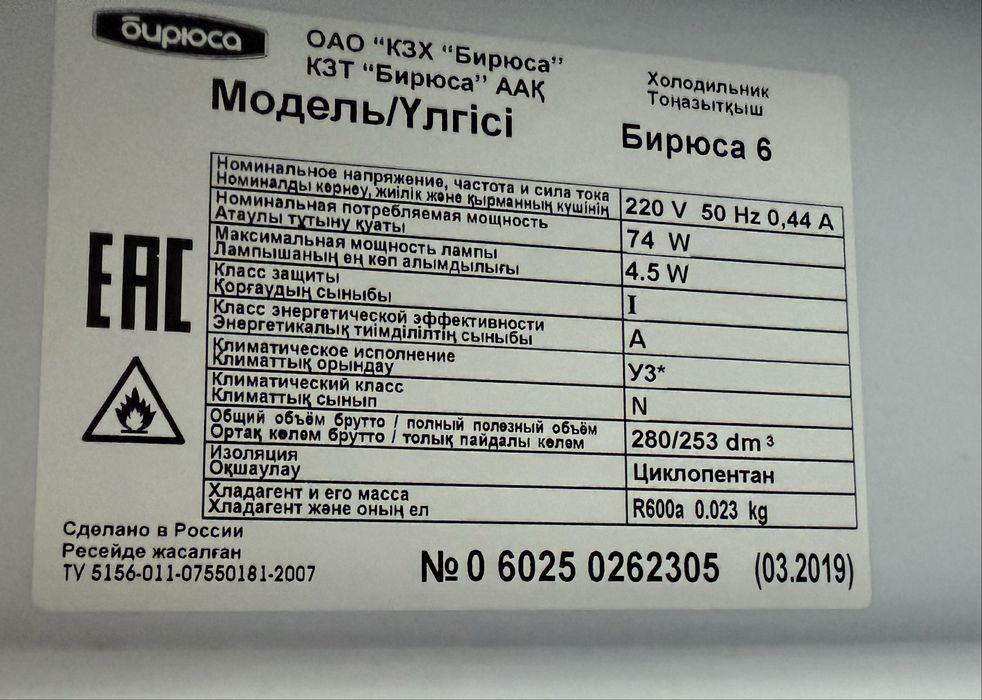 бирюса
ОАО “КЗХ “Бирюса”
КЗТ “Бирюса” ААҚ
Холодильник
Тоңазытқыш
Модель/Үлгісі
Бирюса 6
Номинальное напряжение, частота и сила тока
Номиналды кернеу, жиілік және қырманның күшінің
220 V 50 Hz 0,44 A
Номинальная потребляемая мощность
Атаулы тұтыну қуаты
74 W
Максимальная мощность лампы
Лампышаның ең көп алымдылығы
4.5 W
Класс защиты
Қорғаудың сыныбы
I
Класс энергетической эффективности
Энергетикалық тиімділілтің сыныбы
A
Климатическое исполнение
Климаттық орындау
У3*
Климатический класс
Климаттық сынып
N
Общий объём брутто / полный полезный объём
Ортақ көлем брутто / толық пайдалы көлем
280/253 dm³
Изоляция
Оқшаулау
Циклопентан
Хладагент и его масса
Хладагент және оның ел
R600a 0.023 kg
EAC
Сделано в России
Ресейде жасалған
ТУ 5156-011-07550181-2007
№ 0 6025 0262305 (03.2019)